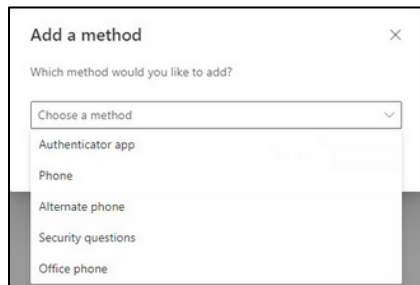 Add a method
Which method would you like to add?
Choose a method
Authenticator app
Phone
Alternate phone
Security questions
Office phone